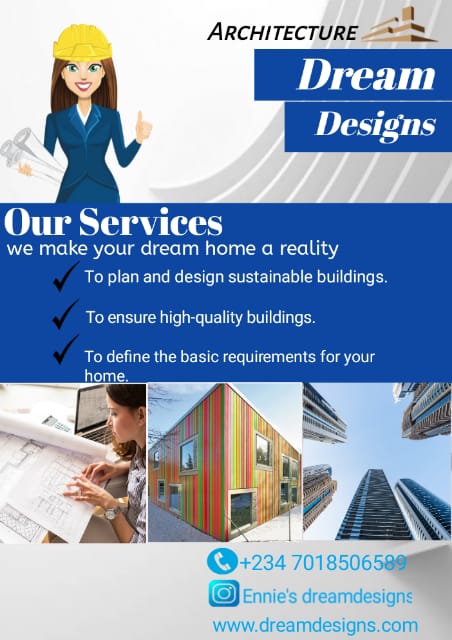 ARCHITECTURE
Dream
Designs
Our Services
we make your dream home a reality
To plan and design sustainable buildings.
To ensure high-quality buildings.
To define the basic requirements for your
home.
+234 7018506589
Ennie's dreamdesigns
www.dreamdesigns.com